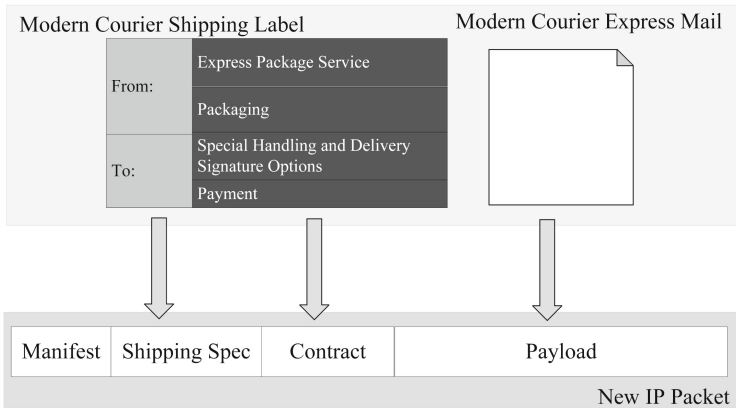 Modern Courier Shipping Label
Modern Courier Express Mail
From:
Express Package Service
Packaging
To:
Special Handling and Delivery
Signature Options
Payment
Manifest
Shipping Spec
Contract
Payload
New IP Packet